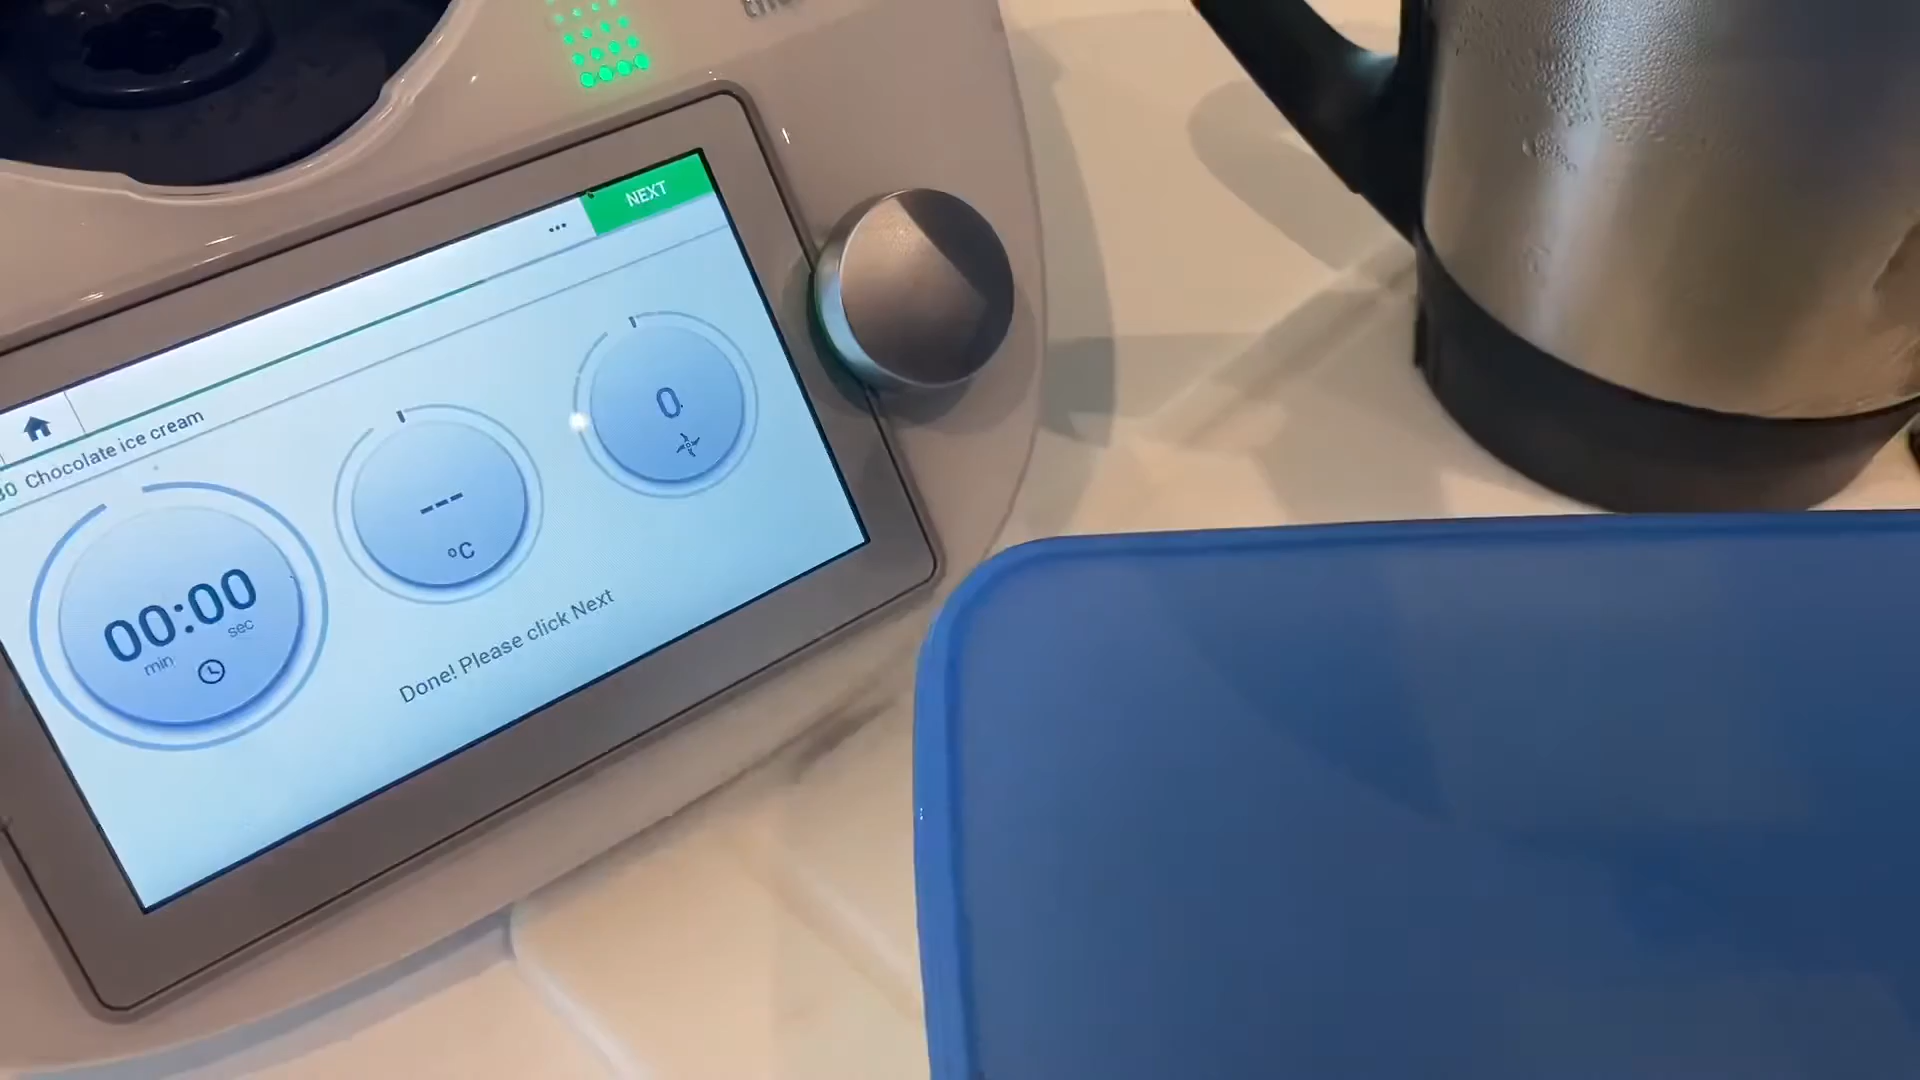 NEXT
Chocolate ice cream
00:00
min
sec
---
°C
0
Done! Please click Next